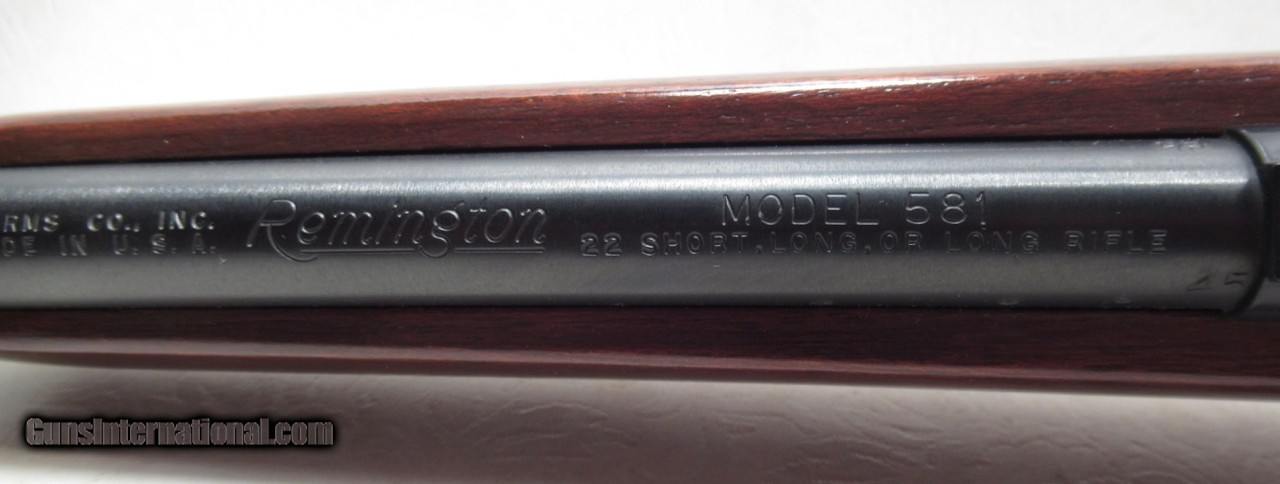 RMS CO., INC.
DE IN U.S.A.
Remington
MODEL 581
22 SHORT, LONG, OR LONG RIFLE
GunsInternational.com